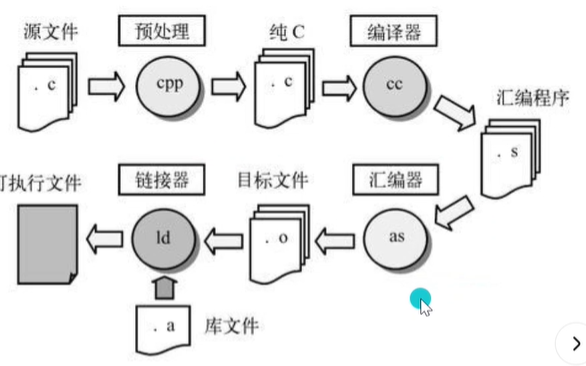 源文件
预处理
纯 C
编译器
. c
cpp
. c
cc
汇编程序
. s
可执行文件
链接器
目标文件
汇编器
ld
. o
as
. a
库文件